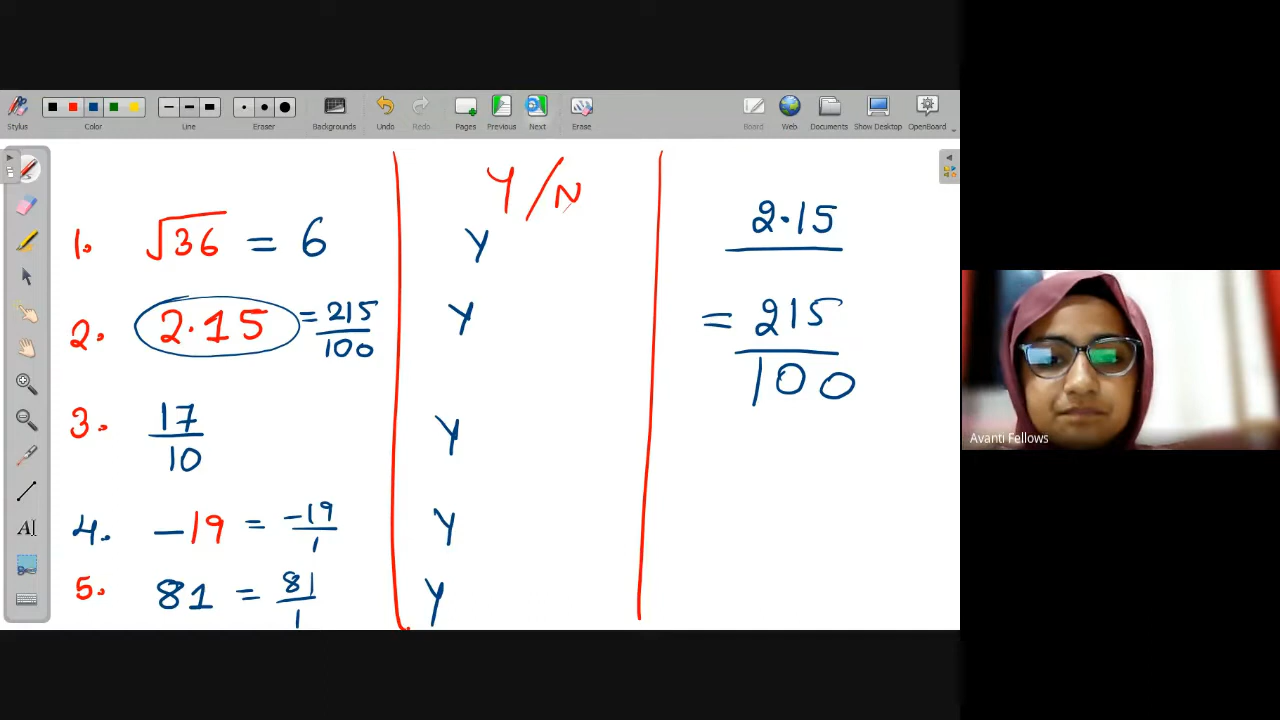 Stylus Color Line Eraser Backgrounds Undo Redo Pages Previous Next Erase Board Web Documents Show Desktop OpenBoard
Y/N
1. √36 = 6 Y
2. 2.15 = 215/100 Y
3. 17/10 Y
4. -19 = -19/1 Y
5. 81 = 81/1 Y
2.15
= 215/100
Avanti Fellows